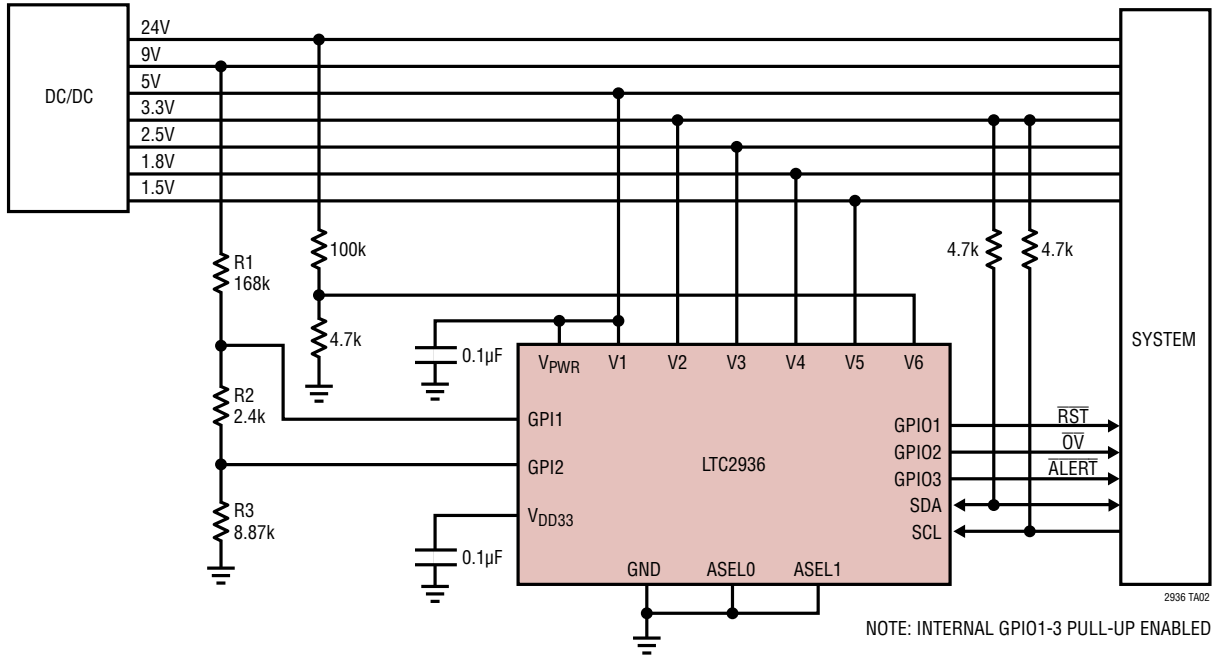 24V
9V
5V
3.3V
2.5V
1.8V
1.5V
DC/DC
R1
168k
100k
4.7k
4.7k
4.7k
0.1µF
R2
2.4k
R3
8.87k
0.1µF
VPWR
V1
V2
V3
V4
V5
V6
GPI1
GPI2
VDD33
LTC2936
GPIO1
GPIO2
GPIO3
SDA
SCL
GND
ASEL0
ASEL1
RST
OV
ALERT
SYSTEM
2936 TA02
NOTE: INTERNAL GPIO1-3 PULL-UP ENABLED